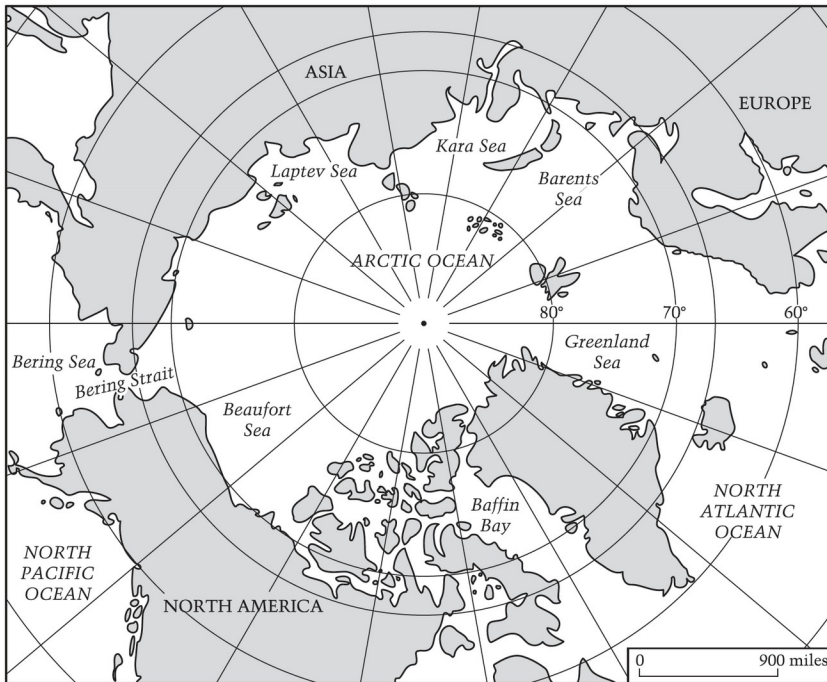 ASIA
EUROPE
Kara Sea
Laptev Sea
Barents
Sea
ARCTIC OCEAN
80°
70°
60°
Greenland
Sea
Bering Sea
Bering Strait
Beaufort
Sea
Baffin
Bay
NORTH
ATLANTIC
OCEAN
NORTH
PACIFIC
OCEAN
NORTH AMERICA
0
900 miles